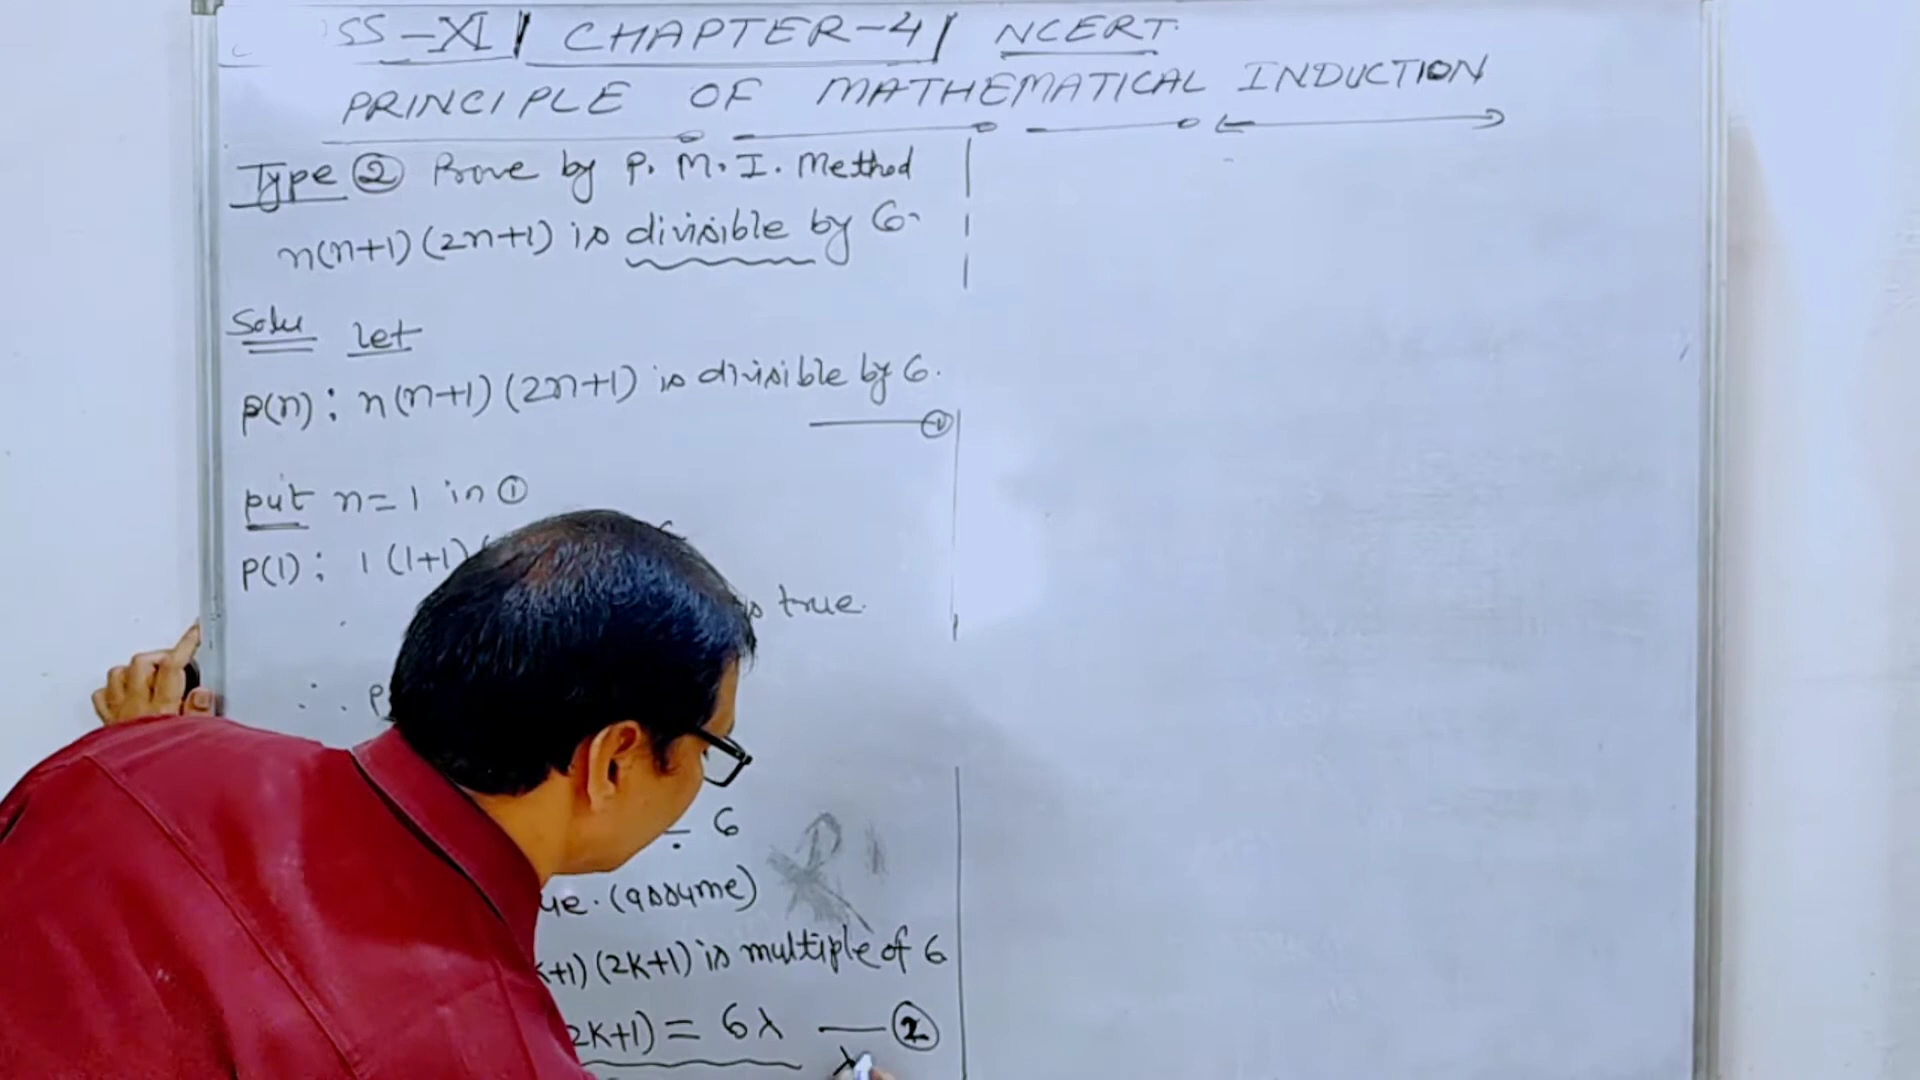 SS-XI | CHAPTER-4 | NCERT
PRINCIPLE OF MATHEMATICAL INDUCTION
Type ② Prove by P. M. I. Method
n(n+1)(2n+1) is divisible by 6.
Solu Let
p(n): n(n+1)(2n+1) is divisible by 6.
①
put n=1 in ①
p(1): 1(1+1)
is true.
∴ p
÷ 6
ue. (assume)
k+1)(2k+1) is multiple of 6
2k+1) = 6λ — ②
λ